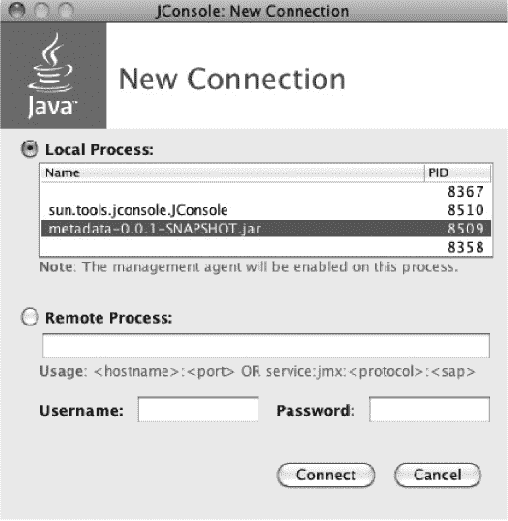 JConsole: New Connection
Java™
New Connection
Local Process:
Name PID
8367
sun.tools.jconsole.JConsole 8510
metadata-0.0.1-SNAPSHOT.jar 8509
8358
Note: The management agent will be enabled on this process.
Remote Process:
Usage: <hostname>:<port> OR service:jmx:<protocol>:<sap>
Username: Password:
Connect Cancel